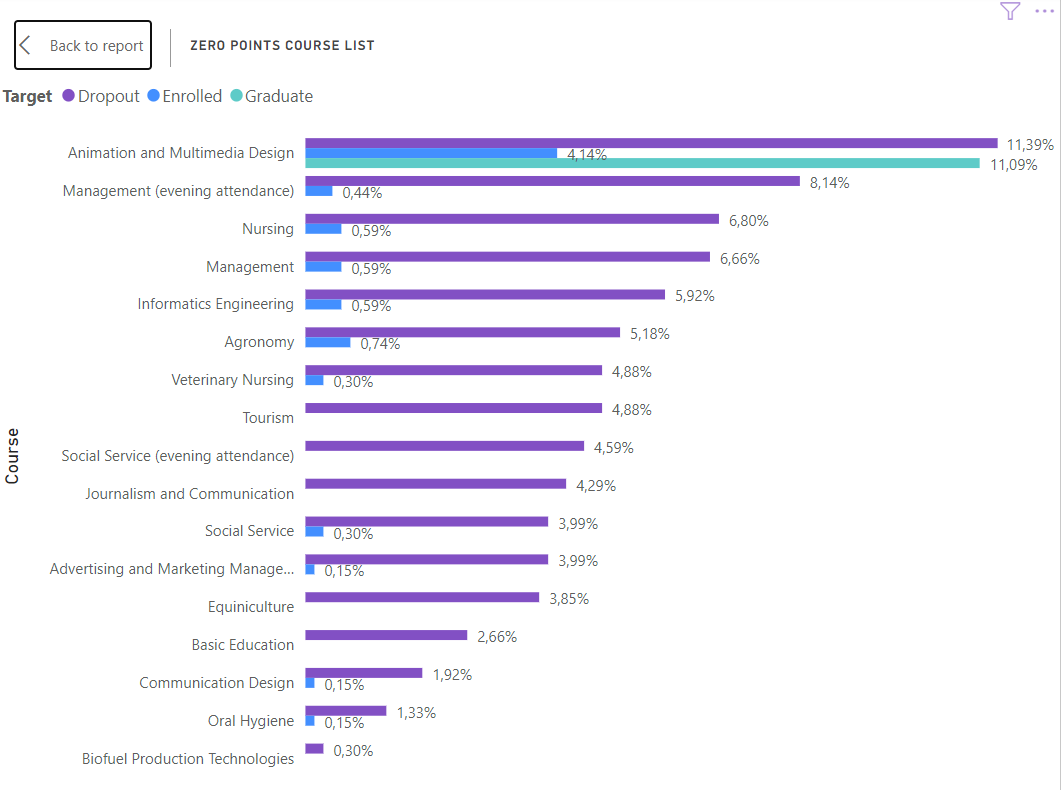 Back to report
ZERO POINTS COURSE LIST
Target Dropout Enrolled Graduate
Course
Animation and Multimedia Design 11,39% 4,14% 11,09%
Management (evening attendance) 8,14% 0,44%
Nursing 6,80% 0,59%
Management 6,66% 0,59%
Informatics Engineering 5,92% 0,59%
Agronomy 5,18% 0,74%
Veterinary Nursing 4,88% 0,30%
Tourism 4,88%
Social Service (evening attendance) 4,59%
Journalism and Communication 4,29%
Social Service 3,99% 0,30%
Advertising and Marketing Manage... 3,99% 0,15%
Equiniculture 3,85%
Basic Education 2,66%
Communication Design 1,92% 0,15%
Oral Hygiene 1,33% 0,15%
Biofuel Production Technologies 0,30%